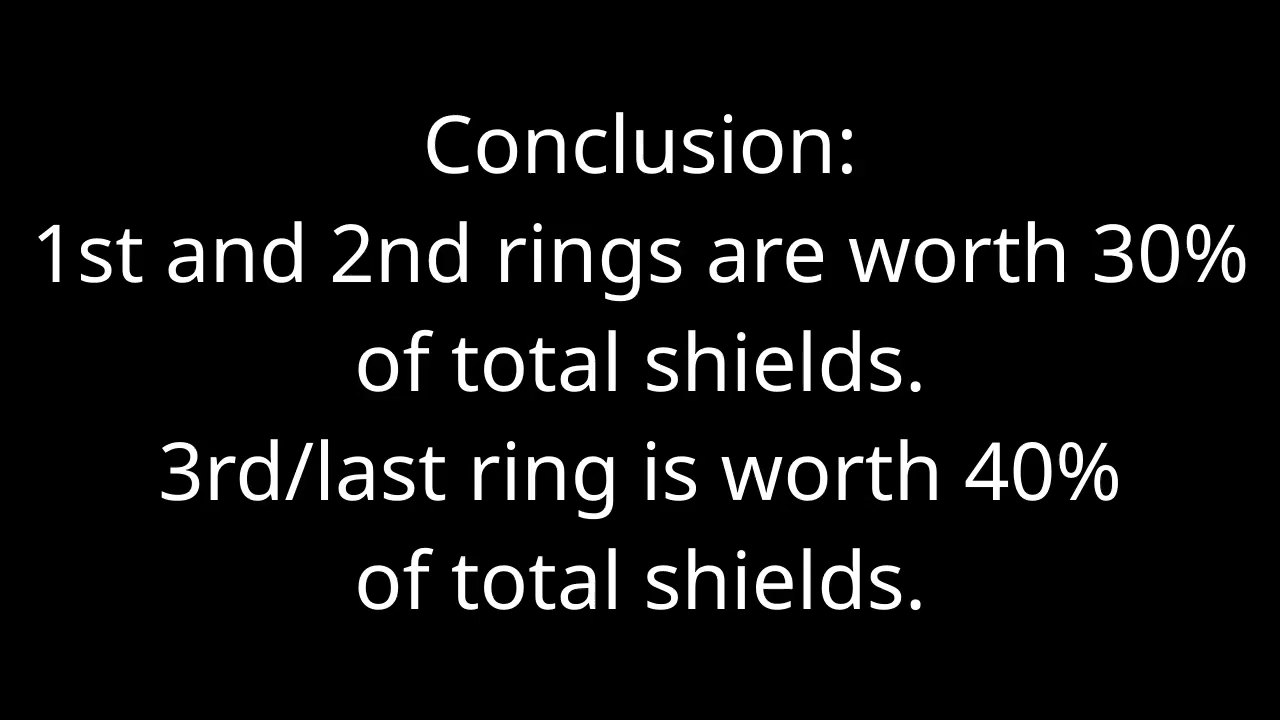 Conclusion:
1st and 2nd rings are worth 30%
of total shields.
3rd/last ring is worth 40%
of total shields.